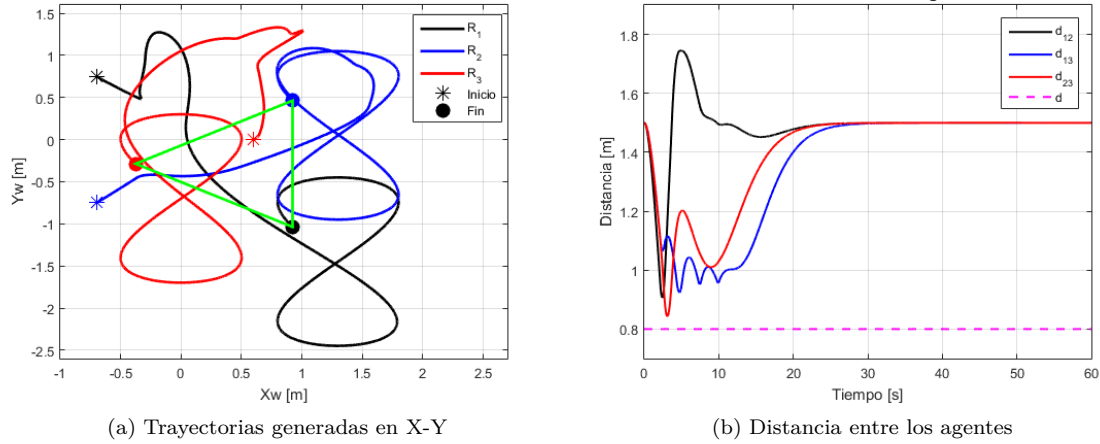 1.5
1
0.5
0
-0.5
-1
-1.5
-2
-2.5
Yw [m]
-1 -0.5 0 0.5 1 1.5 2 2.5
Xw [m]
R1
R2
R3
Inicio
Fin
(a) Trayectorias generadas en X-Y
1.8
1.6
1.4
1.2
1
0.8
Distancia [m]
0 10 20 30 40 50 60
Tiempo [s]
d12
d13
d23
d
(b) Distancia entre los agentes